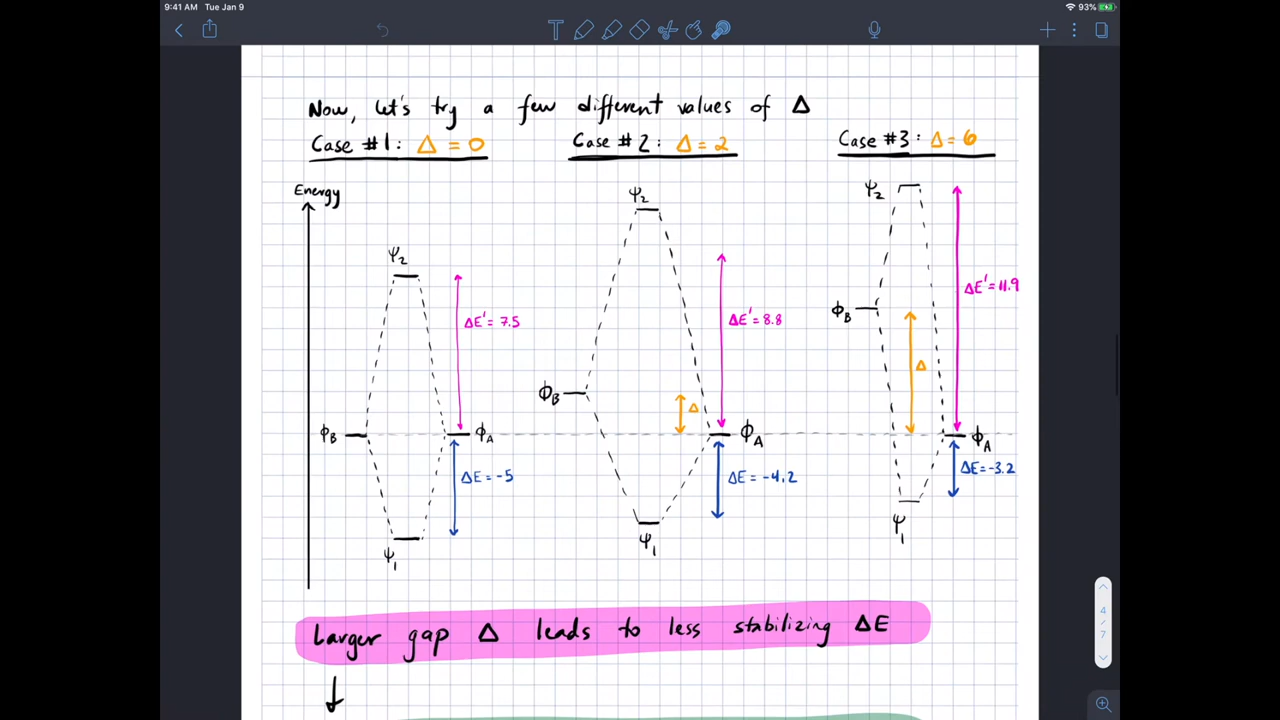 9:41 AM Tue Jan 9
93%
Now, let's try a few different values of Δ
Case #1: Δ = 0
Case #2: Δ = 2
Case #3: Δ = 6
Energy
Ψ₂
ΔE' = 7.5
ϕB
ϕA
ΔE = -5
Ψ₁
Ψ₂
ΔE' = 8.8
ϕB
Δ
ϕA
ΔE = -4.2
Ψ₁
Ψ₂
ΔE' = 11.9
ϕB
Δ
ϕA
ΔE = -3.2
Ψ₁
Larger gap Δ leads to less stabilizing ΔE
4
/
7